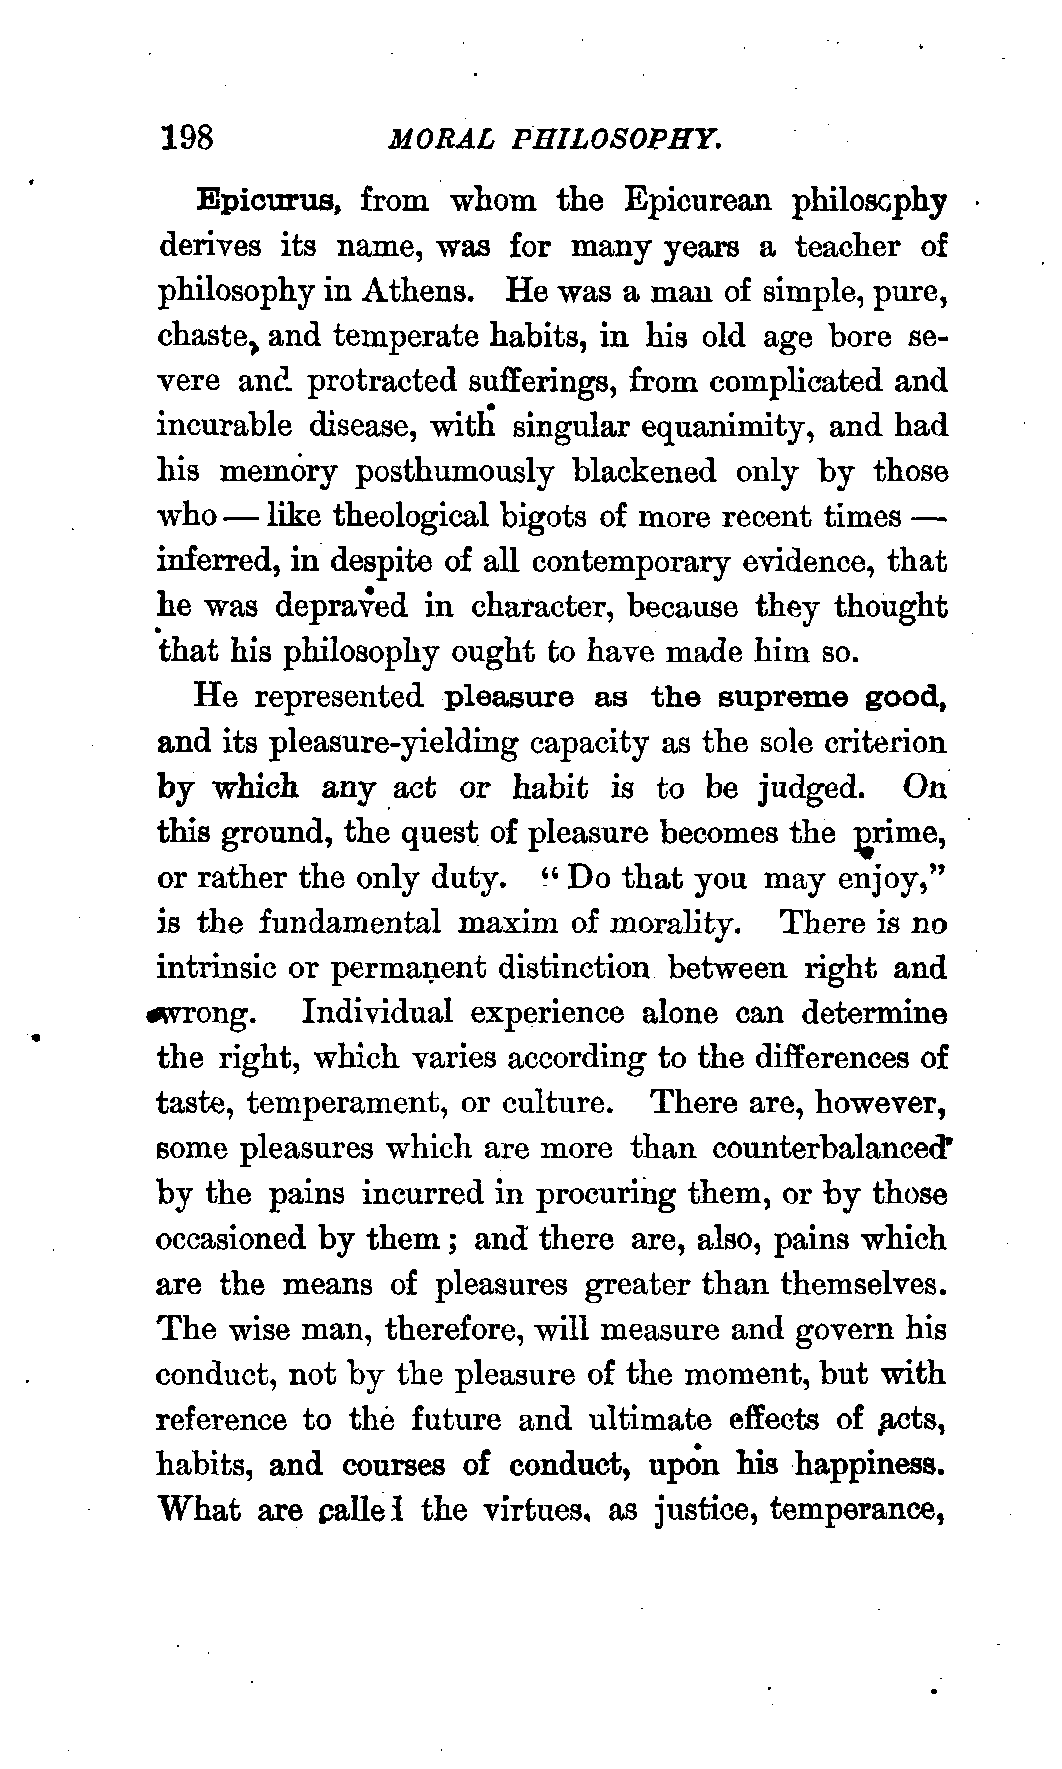 198 MORAL PHILOSOPHY.
Epicurus, from whom the Epicurean philosophy
derives its name, was for many years a teacher of
philosophy in Athens. He was a man of simple, pure,
chaste, and temperate habits, in his old age bore se-
vere and protracted sufferings, from complicated and
incurable disease, with singular equanimity, and had
his memory posthumously blackened only by those
who — like theological bigots of more recent times —
inferred, in despite of all contemporary evidence, that
he was depraved in character, because they thought
that his philosophy ought to have made him so.
He represented pleasure as the supreme good,
and its pleasure-yielding capacity as the sole criterion
by which any act or habit is to be judged. On
this ground, the quest of pleasure becomes the prime,
or rather the only duty. "Do that you may enjoy,"
is the fundamental maxim of morality. There is no
intrinsic or permanent distinction between right and
wrong. Individual experience alone can determine
the right, which varies according to the differences of
taste, temperament, or culture. There are, however,
some pleasures which are more than counterbalanced
by the pains incurred in procuring them, or by those
occasioned by them; and there are, also, pains which
are the means of pleasures greater than themselves.
The wise man, therefore, will measure and govern his
conduct, not by the pleasure of the moment, but with
reference to the future and ultimate effects of acts,
habits, and courses of conduct, upon his happiness.
What are called the virtues, as justice, temperance,